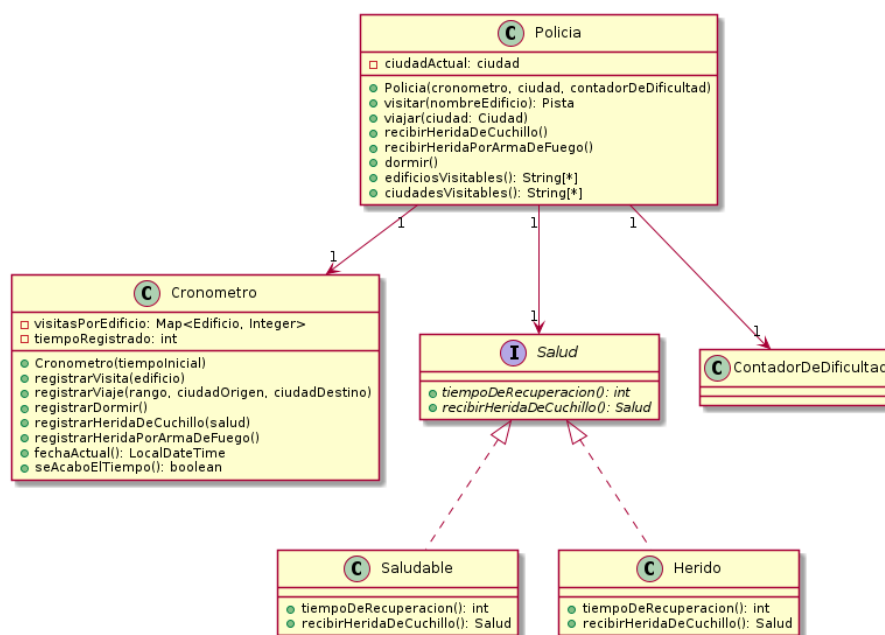 C Policia
ciudadActual: ciudad
Policia(cronometro, ciudad, contadorDeDificultad)
visitar(nombreEdificio): Pista
viajar(ciudad: Ciudad)
recibirHeridaDeCuchillo()
recibirHeridaPorArmaDeFuego()
dormir()
edificiosVisitables(): String[*]
ciudadesVisitables(): String[*]
1 1 1
1 1 1
C Cronometro
visitasPorEdificio: Map<Edificio, Integer>
tiempoRegistrado: int
Cronometro(tiempoInicial)
registrarVisita(edificio)
registrarViaje(rango, ciudadOrigen, ciudadDestino)
registrarDormir()
registrarHeridaDeCuchillo(salud)
registrarHeridaPorArmaDeFuego()
fechaActual(): LocalDateTime
seAcaboElTiempo(): boolean
I Salud
tiempoDeRecuperacion(): int
recibirHeridaDeCuchillo(): Salud
C ContadorDeDificultad
C Saludable
tiempoDeRecuperacion(): int
recibirHeridaDeCuchillo(): Salud
C Herido
tiempoDeRecuperacion(): int
recibirHeridaDeCuchillo(): Salud